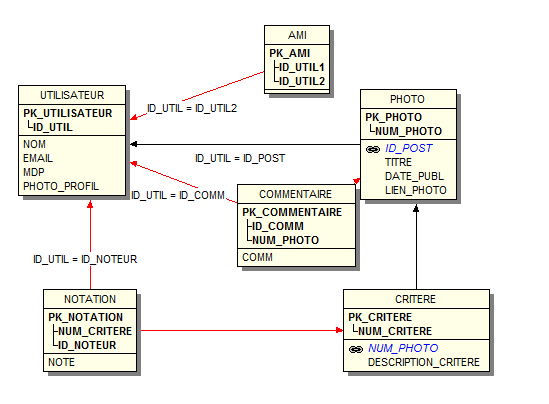 AMI
PK_AMI
ID_UTIL1
ID_UTIL2
UTILISATEUR
PK_UTILISATEUR
ID_UTIL
NOM
EMAIL
MDP
PHOTO_PROFIL
ID_UTIL = ID_UTIL2
PHOTO
PK_PHOTO
NUM_PHOTO
ID_POST
TITRE
DATE_PUBL
LIEN_PHOTO
ID_UTIL = ID_POST
ID_UTIL = ID_COMM
COMMENTAIRE
PK_COMMENTAIRE
ID_COMM
NUM_PHOTO
COMM
ID_UTIL = ID_NOTEUR
NOTATION
PK_NOTATION
NUM_CRITERE
ID_NOTEUR
NOTE
CRITERE
PK_CRITERE
NUM_CRITERE
NUM_PHOTO
DESCRIPTION_CRITERE